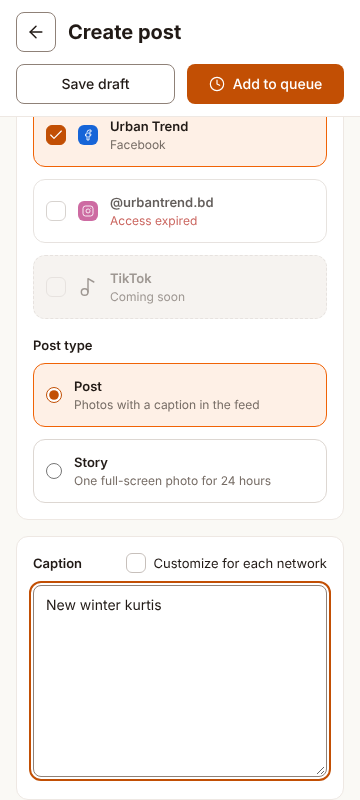 Create post
Save draft
Add to queue
Urban Trend
Facebook
@urbantrend.bd
Access expired
TikTok
Coming soon
Post type
Post
Photos with a caption in the feed
Story
One full-screen photo for 24 hours
Caption
Customize for each network
New winter kurtis